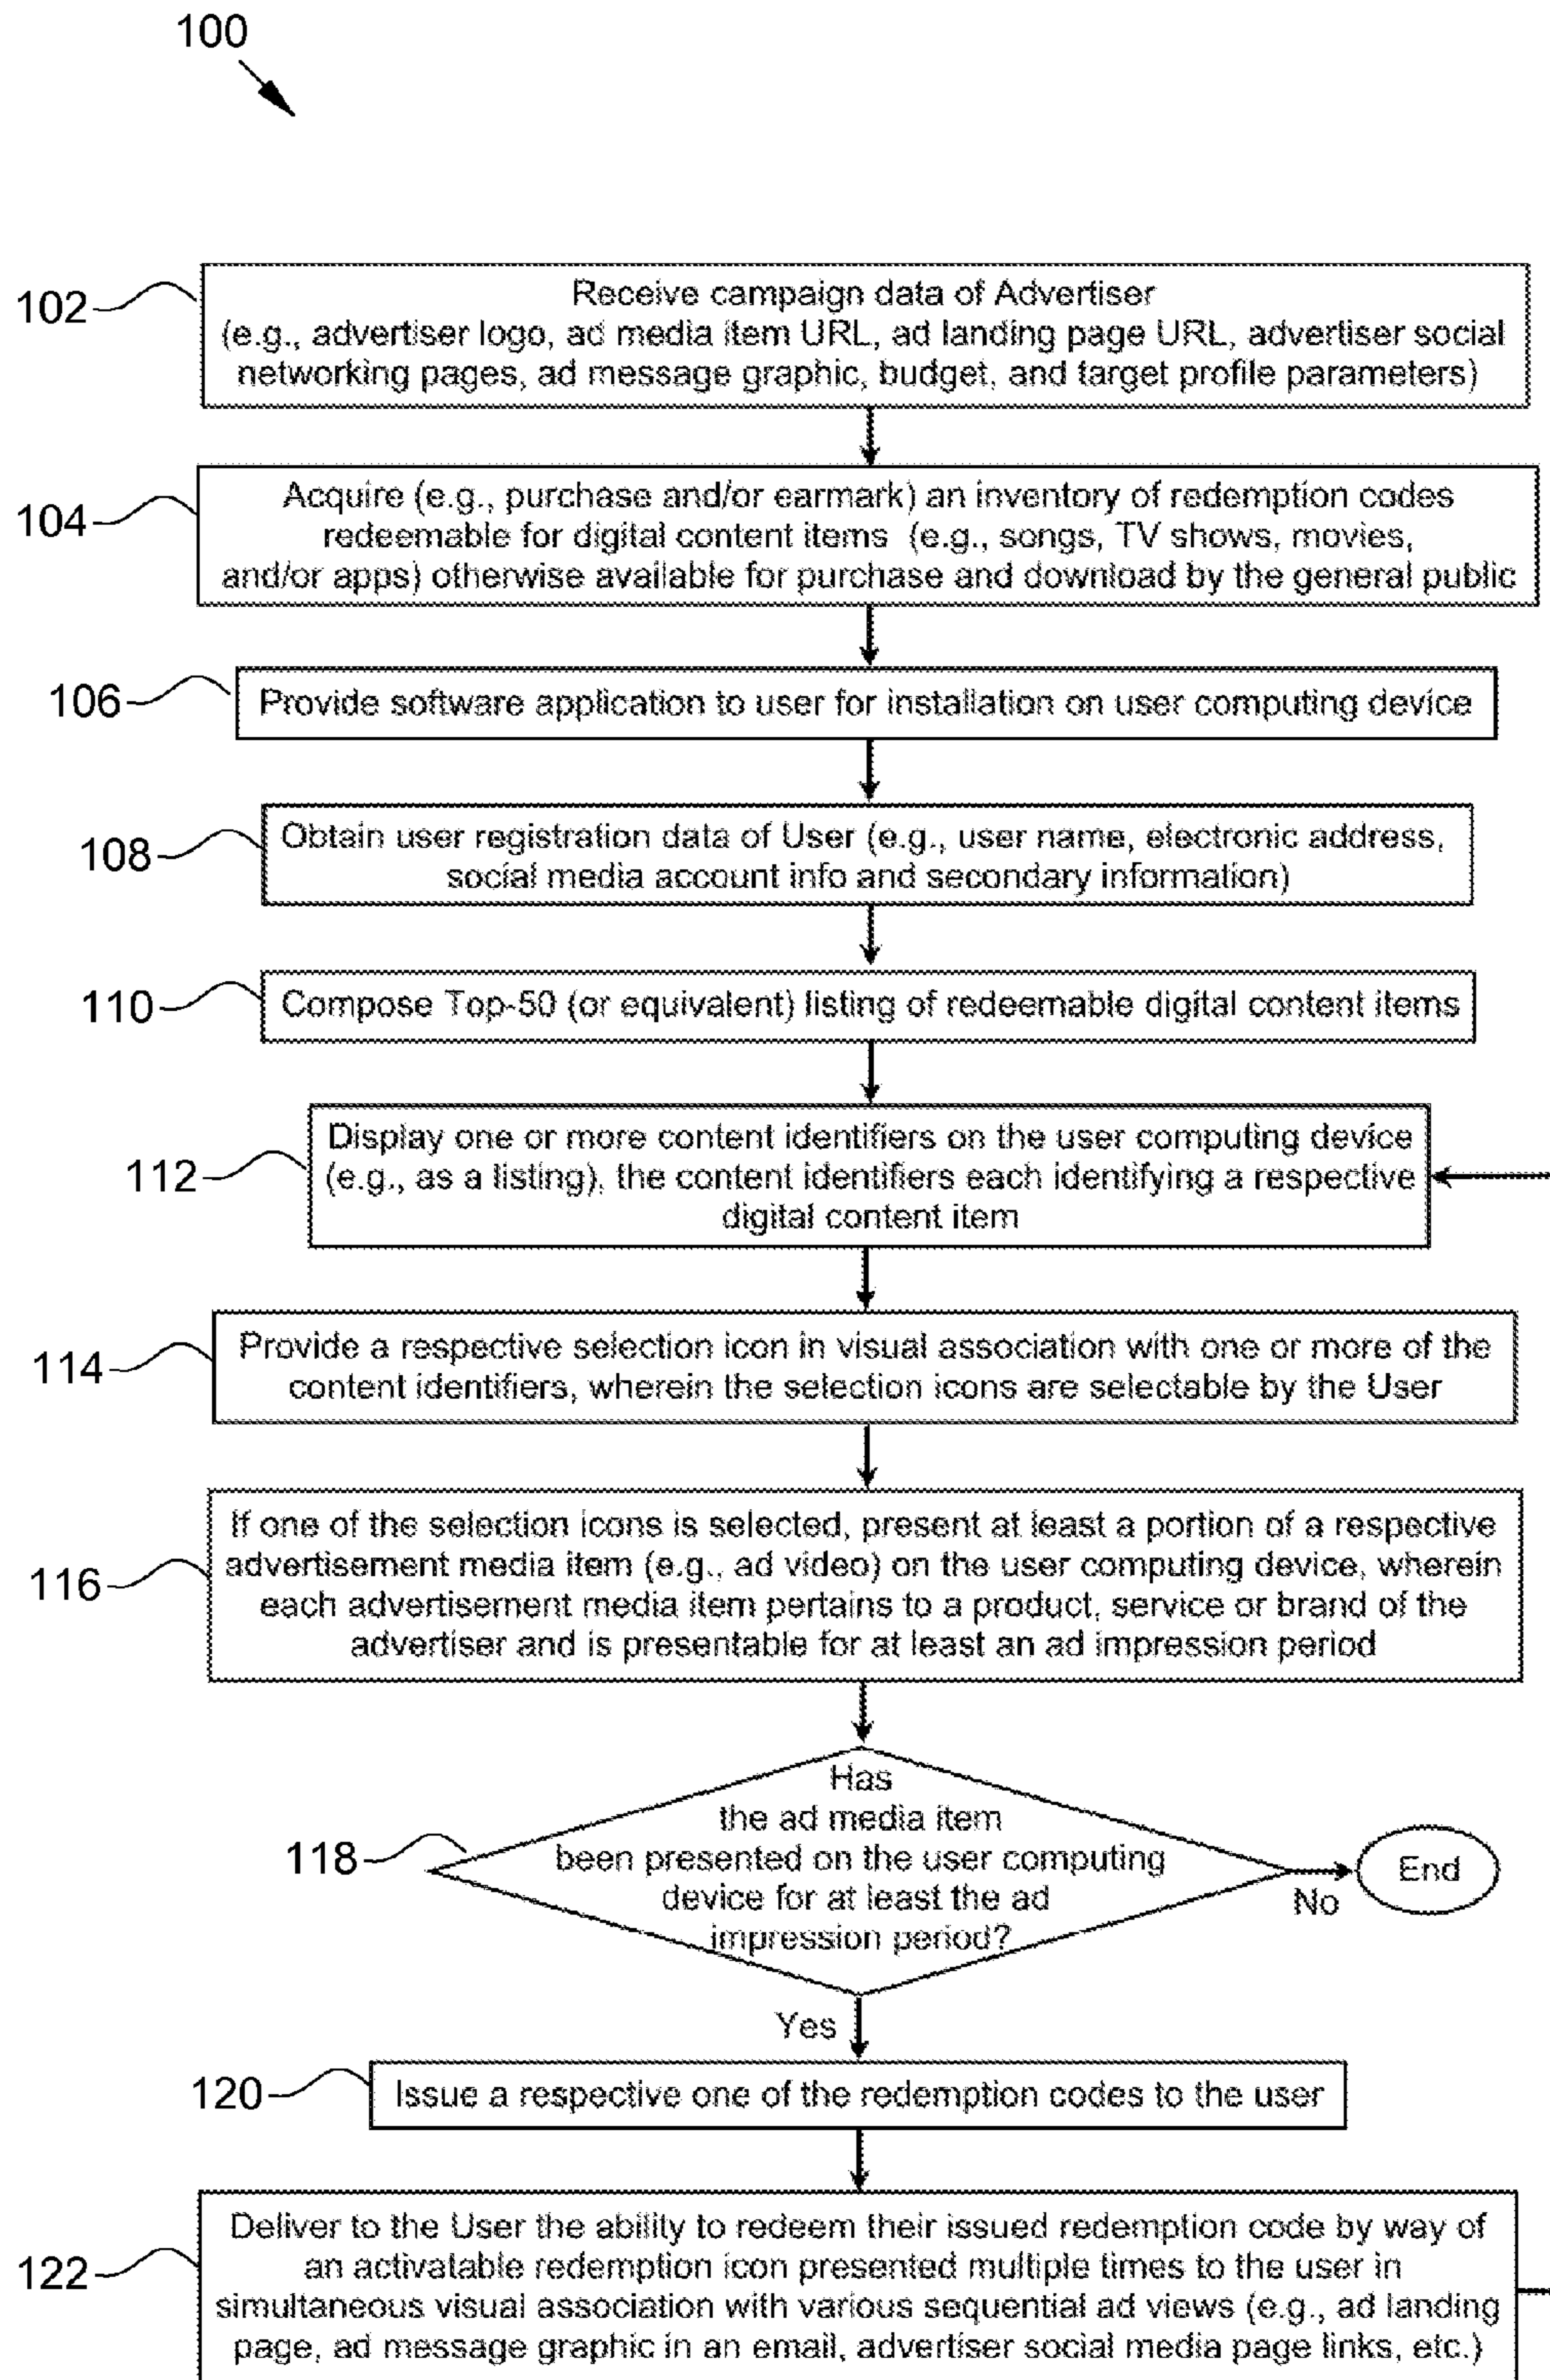 100
102
Receive campaign data of Advertiser
(e.g., advertiser logo, ad media item URL, ad landing page URL, advertiser social
networking pages, ad message graphic, budget, and target profile parameters)
104
Acquire (e.g., purchase and/or earmark) an inventory of redemption codes
redeemable for digital content items (e.g., songs, TV shows, movies,
and/or apps) otherwise available for purchase and download by the general public
106
Provide software application to user for installation on user computing device
108
Obtain user registration data of User (e.g., user name, electronic address,
social media account info and secondary information)
110
Compose Top-50 (or equivalent) listing of redeemable digital content items
112
Display one or more content identifiers on the user computing device
(e.g., as a listing), the content identifiers each identifying a respective
digital content item
114
Provide a respective selection icon in visual association with one or more of the
content identifiers, wherein the selection icons are selectable by the User
116
If one of the selection icons is selected, present at least a portion of a respective
advertisement media item (e.g., ad video) on the user computing device, wherein
each advertisement media item pertains to a product, service or brand of the
advertiser and is presentable for at least an ad impression period
118
Has
the ad media item
been presented on the user computing
device for at least the ad
impression period?
No
End
Yes
120
Issue a respective one of the redemption codes to the user
122
Deliver to the User the ability to redeem their issued redemption code by way of
an activatable redemption icon presented multiple times to the user in
simultaneous visual association with various sequential ad views (e.g., ad landing
page, ad message graphic in an email, advertiser social media page links, etc.)